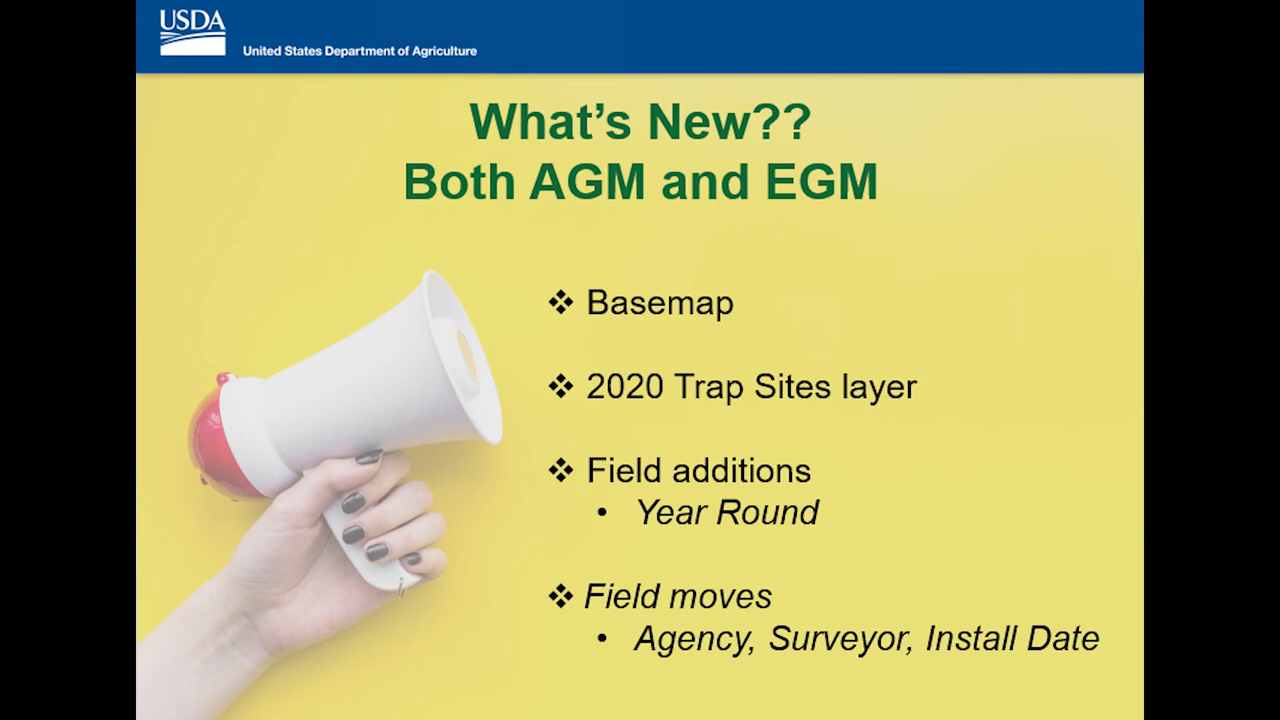 USDA
United States Department of Agriculture
What's New??
Both AGM and EGM
❖ Basemap
❖ 2020 Trap Sites layer
❖ Field additions
• Year Round
❖ Field moves
• Agency, Surveyor, Install Date